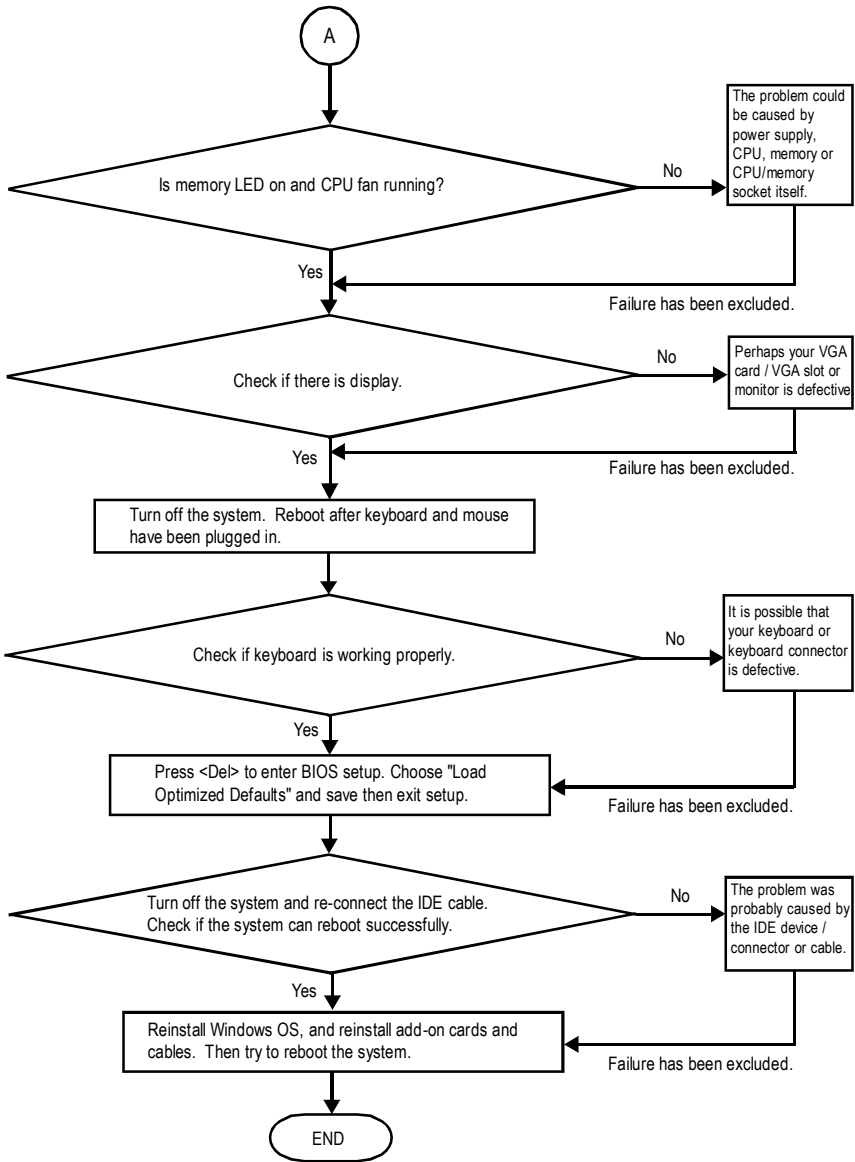 A
Is memory LED on and CPU fan running?
No
The problem could
be caused by
power supply,
CPU, memory or
CPU/memory
socket itself.
Yes
Failure has been excluded.
Check if there is display.
No
Perhaps your VGA
card / VGA slot or
monitor is defective
Yes
Failure has been excluded.
Turn off the system. Reboot after keyboard and mouse
have been plugged in.
Check if keyboard is working properly.
No
It is possible that
your keyboard or
keyboard connector
is defective.
Yes
Press <Del> to enter BIOS setup. Choose "Load
Optimized Defaults" and save then exit setup.
Failure has been excluded.
Turn off the system and re-connect the IDE cable.
Check if the system can reboot successfully.
No
The problem was
probably caused by
the IDE device /
connector or cable.
Yes
Reinstall Windows OS, and reinstall add-on cards and
cables. Then try to reboot the system.
Failure has been excluded.
END